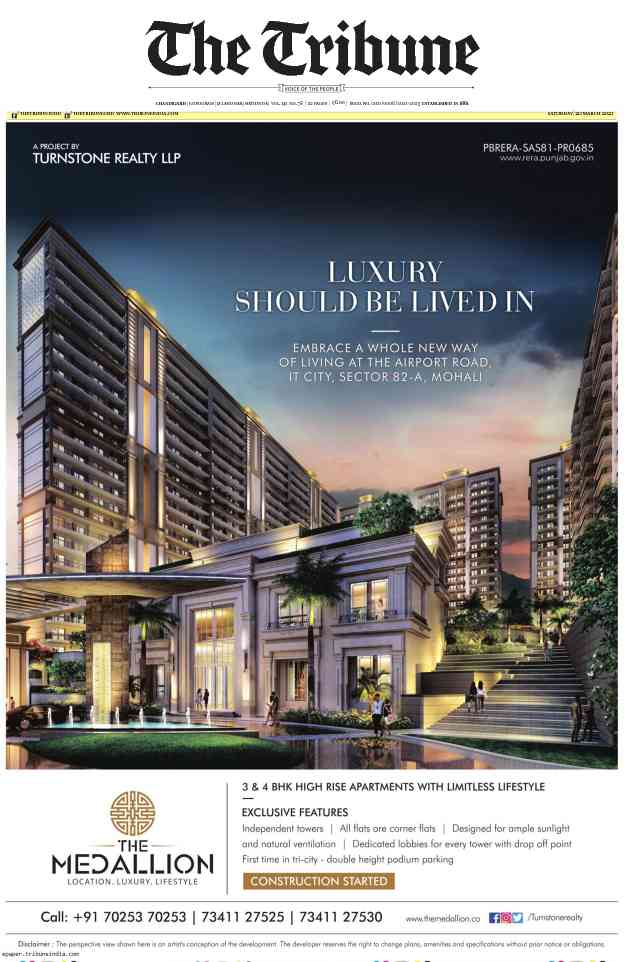 The Tribune
VOICE OF THE PEOPLE
A PROJECT BY
TURNSTONE REALTY LLP
PBRERA-SAS81-PR0685
www.rera.punjab.gov.in
LUXURY
SHOULD BE LIVED IN
EMBRACE A WHOLE NEW WAY
OF LIVING AT THE AIRPORT ROAD,
IT CITY, SECTOR 82-A, MOHALI
THE
MEDALLION
LOCATION. LUXURY. LIFESTYLE
3 & 4 BHK HIGH RISE APARTMENTS WITH LIMITLESS LIFESTYLE
EXCLUSIVE FEATURES
Independent towers | All flats are corner flats | Designed for ample sunlight
and natural ventilation | Dedicated lobbies for every tower with drop off point
First time in tri-city - double height podium parking
CONSTRUCTION STARTED
Call: +91 70253 70253 | 73411 27525 | 73411 27530
www.themedallion.co
/Turnstonerealty
Disclaimer : The perspective view shown here is an artist's conception of the development. The developer reserves the right to change plans, amenities and specifications without prior notice or obligations.
epaper.tribuneindia.com